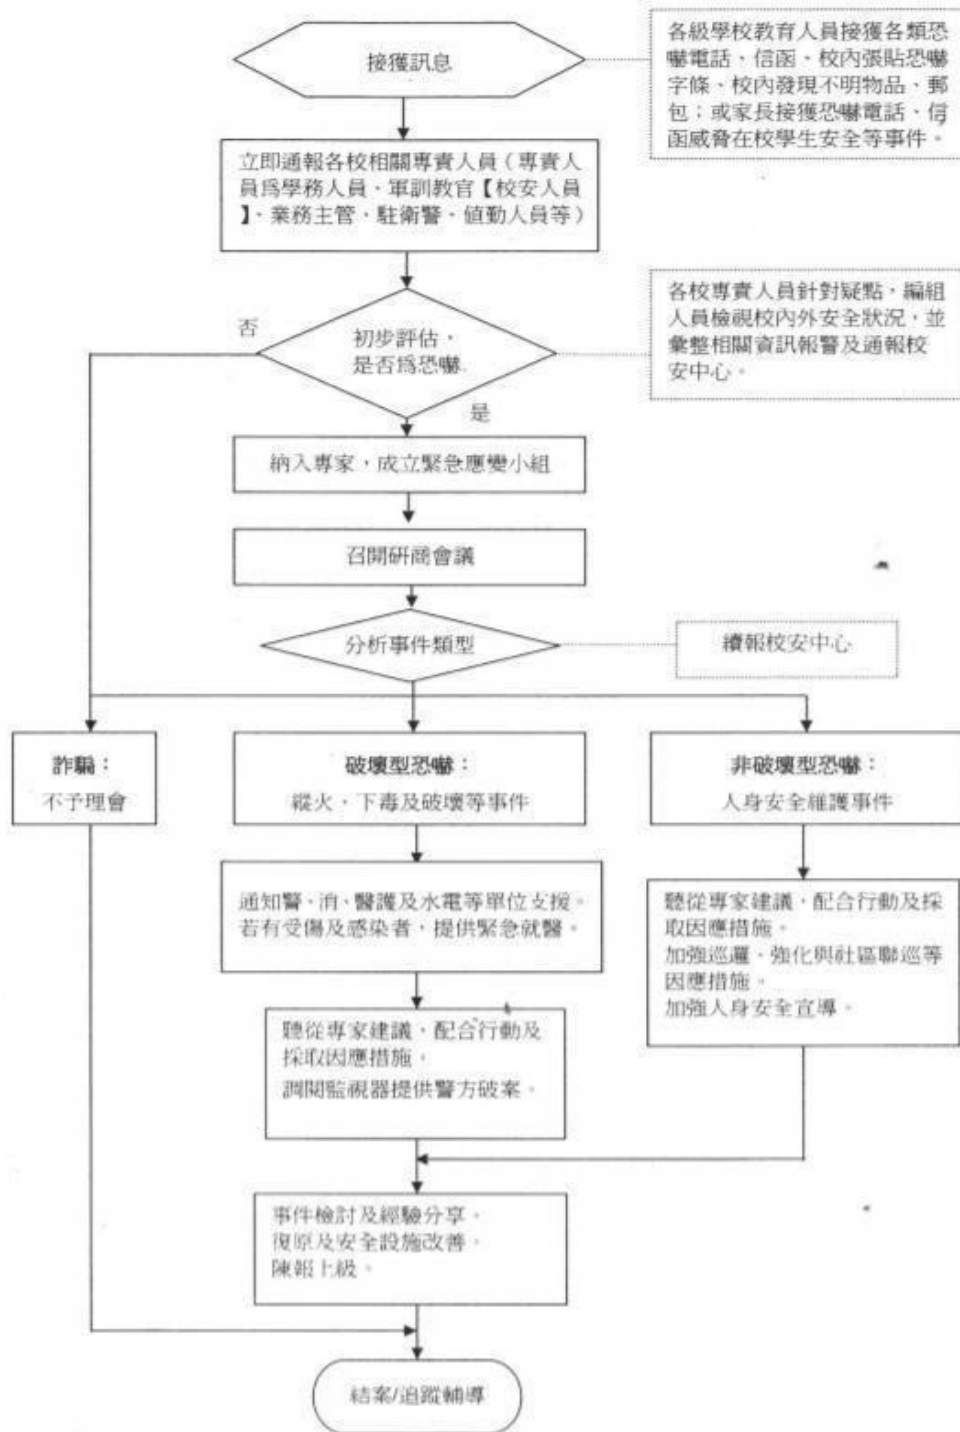 接獲訊息
各級學校教育人員接獲各類恐
嚇電話、信函、校內張貼恐嚇
字條、校內發現不明物品、郵
包；或家長接獲恐嚇電話、信
函威脅在校學生安全等事件。
立即通報各校相關專責人員（專責人
員爲學務人員、軍訓教官【校安人員
】、業務主管、駐衛警、值勤人員等）
各校專責人員針對疑點，編組
人員檢視校內外安全狀況，並
彙整相關資訊報警及通報校
安中心。
否
初步評估，
是否爲恐嚇
是
納入專家，成立緊急應變小組
召開研商會議
分析事件類型
續報校安中心
詐騙：
不予理會
破壞型恐嚇：
縱火、下毒及破壞等事件
非破壞型恐嚇：
人身安全維護事件
通知警、消、醫護及水電等單位支援。
若有受傷及感染者，提供緊急就醫。
聽從專家建議，配合行動及採
取因應措施。
加強巡邏、強化與社區聯巡等
因應措施。
加強人身安全宣導。
聽從專家建議，配合行動及
採取因應措施，
調閱監視器提供警方破案。
事件檢討及經驗分享。
復原及安全設施改善。
陳報上級。
結案/追蹤輔導